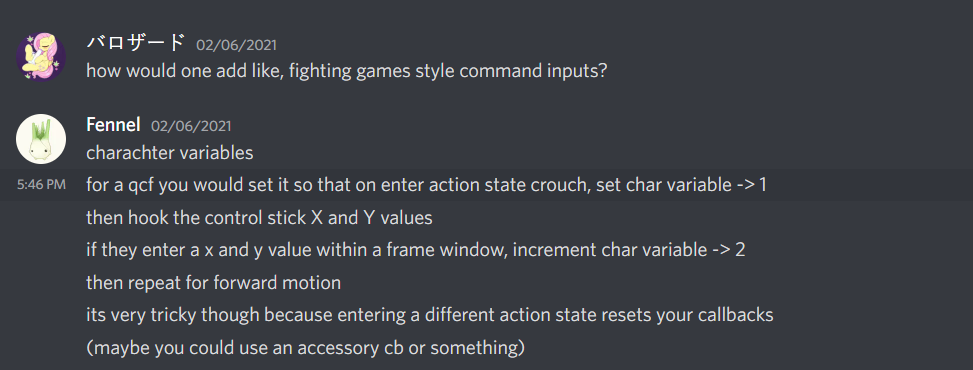 バロザード 02/06/2021
how would one add like, fighting games style command inputs?
Fennel 02/06/2021
charachter variables
5:46 PM for a qcf you would set it so that on enter action state crouch, set char variable -> 1
then hook the control stick X and Y values
if they enter a x and y value within a frame window, increment char variable -> 2
then repeat for forward motion
its very tricky though because entering a different action state resets your callbacks
(maybe you could use an accessory cb or something)